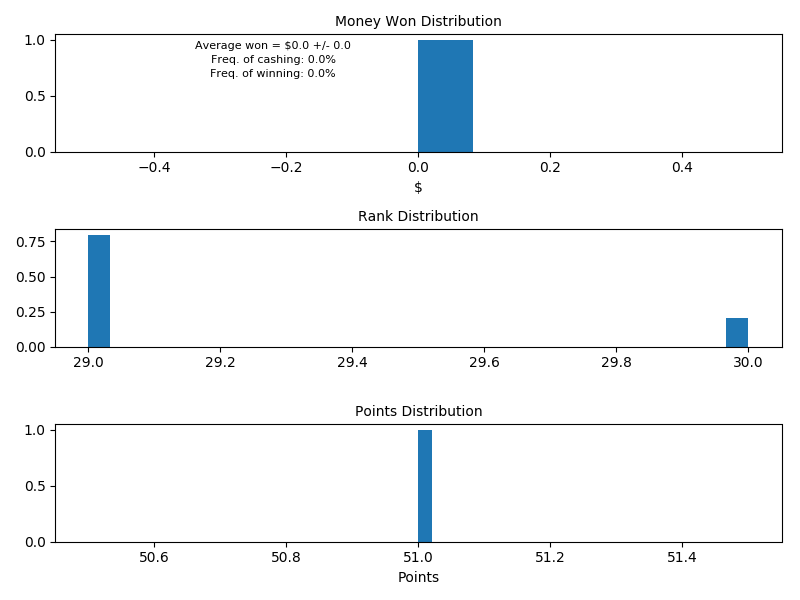 Money Won Distribution
1.0
Average won = $0.0 +/- 0.0
Freq. of cashing: 0.0%
Freq. of winning: 0.0%
0.5
0.0
−0.4 −0.2 0.0 0.2 0.4
$
Rank Distribution
0.75
0.50
0.25
0.00
29.0 29.2 29.4 29.6 29.8 30.0
Points Distribution
1.0
0.5
0.0
50.6 50.8 51.0 51.2 51.4
Points